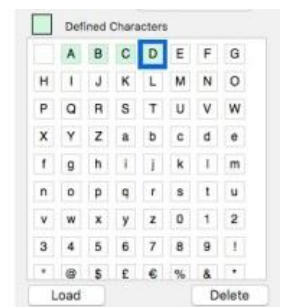 Defined Characters
A B C D E F G
H I J K L M N O
P Q R S T U V W
X Y Z a b c d e
f g h i j k l m
n o p q r s t u
v w x y z 0 1 2
3 4 5 6 7 8 9 !
@ $ £ € % &
Load Delete